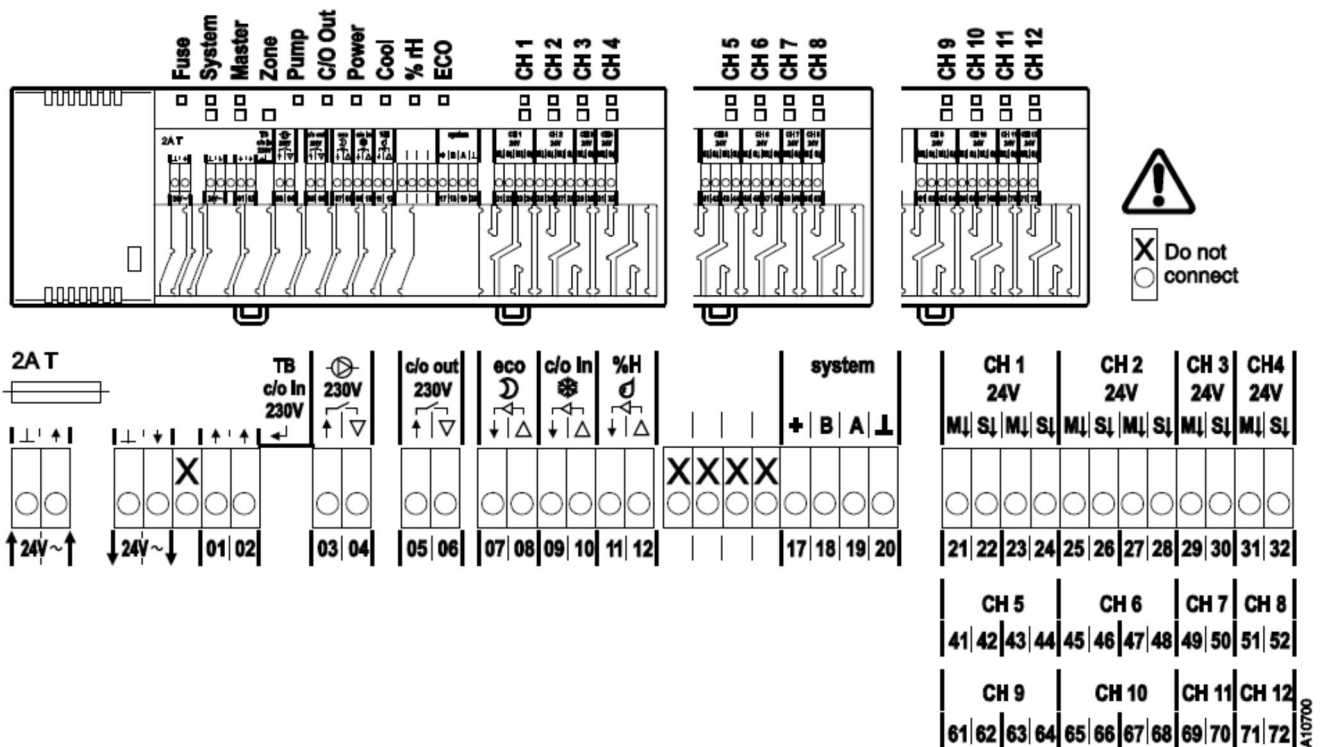 Fuse System Master Zone Pump C/O Out Power Cool % rH ECO CH 1 CH 2 CH 3 CH 4 CH 5 CH 6 CH 7 CH 8 CH 9 CH 10 CH 11 CH 12
2A T
system
X Do not
connect
2A T
TB
c/o In
230V
230V
c/o out
230V
eco
c/o In
%H
system
+ B A
CH 1
24V
CH 2
24V
CH 3
24V
CH4
24V
M S M S M S M S M S M S
X X X X X
24V~ 24V~ 01 02 03 04 05 06 07 08 09 10 11 12 17 18 19 20 21 22 23 24 25 26 27 28 29 30 31 32
CH 5 CH 6 CH 7 CH 8
41 42 43 44 45 46 47 48 49 50 51 52
CH 9 CH 10 CH 11 CH 12
61 62 63 64 65 66 67 68 69 70 71 72
A10700